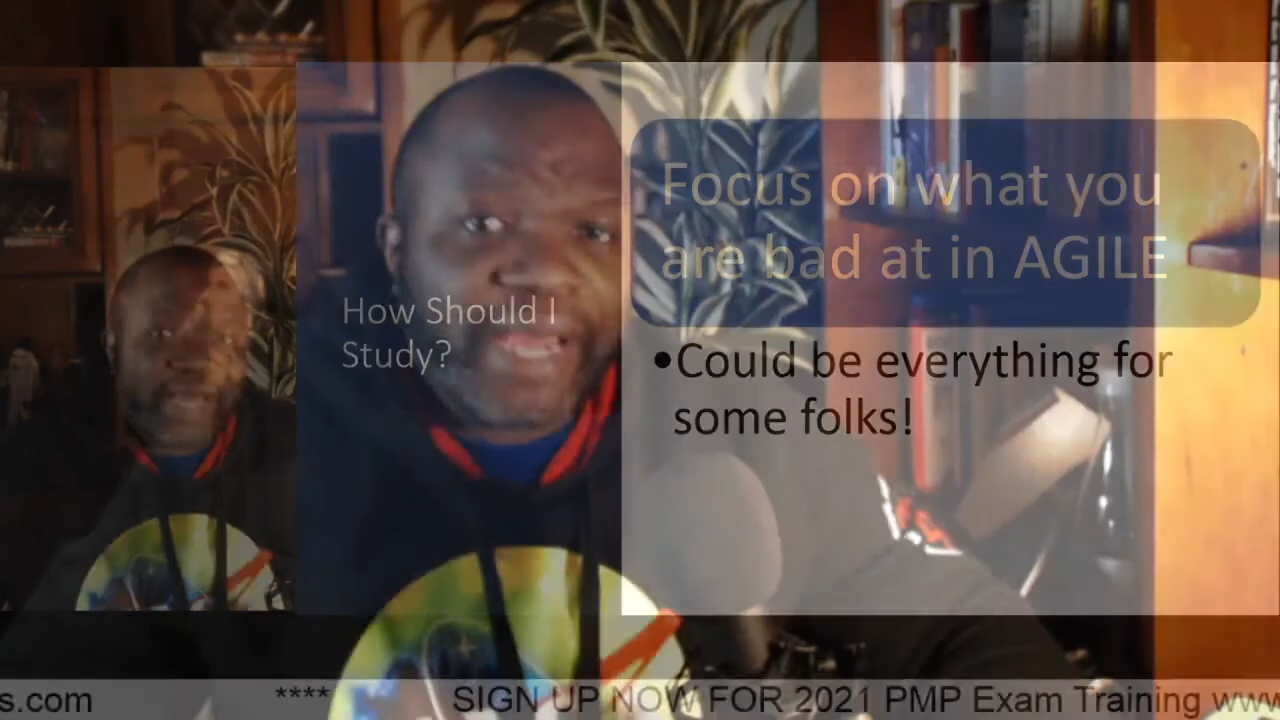 How Should I
Study?
Focus on what you
are bad at in AGILE
•Could be everything for
some folks!
s.com **** SIGN UP NOW FOR 2021 PMP Exam Training www